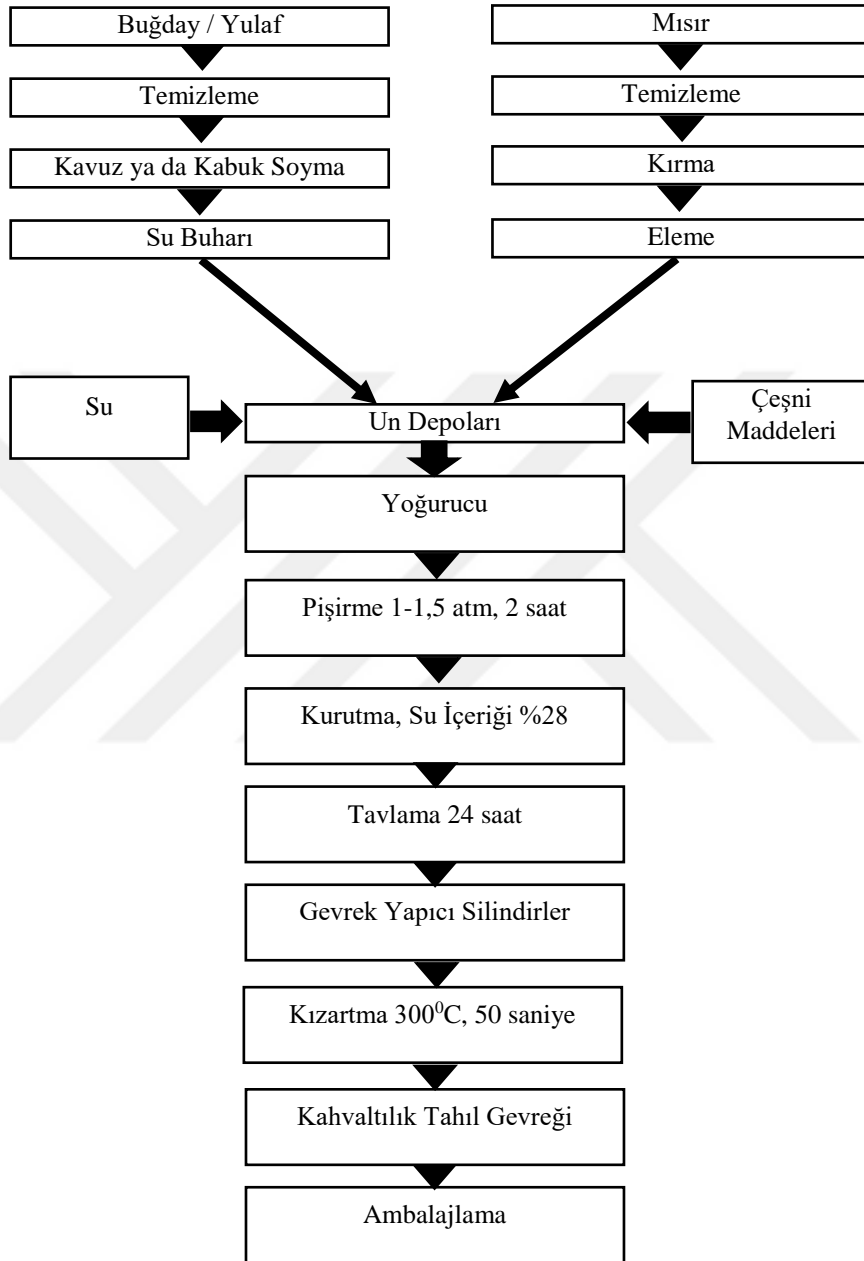 Buğday / Yulaf
Temizleme
Kavuz ya da Kabuk Soyma
Su Buharı
Mısır
Temizleme
Kırma
Eleme
Su
Un Depoları
Çeşni
Maddeleri
Yoğurucu
Pişirme 1-1,5 atm, 2 saat
Kurutma, Su İçeriği %28
Tavlama 24 saat
Gevrek Yapıcı Silindirler
Kızartma 300⁰C, 50 saniye
Kahvaltılık Tahıl Gevreği
Ambalajlama